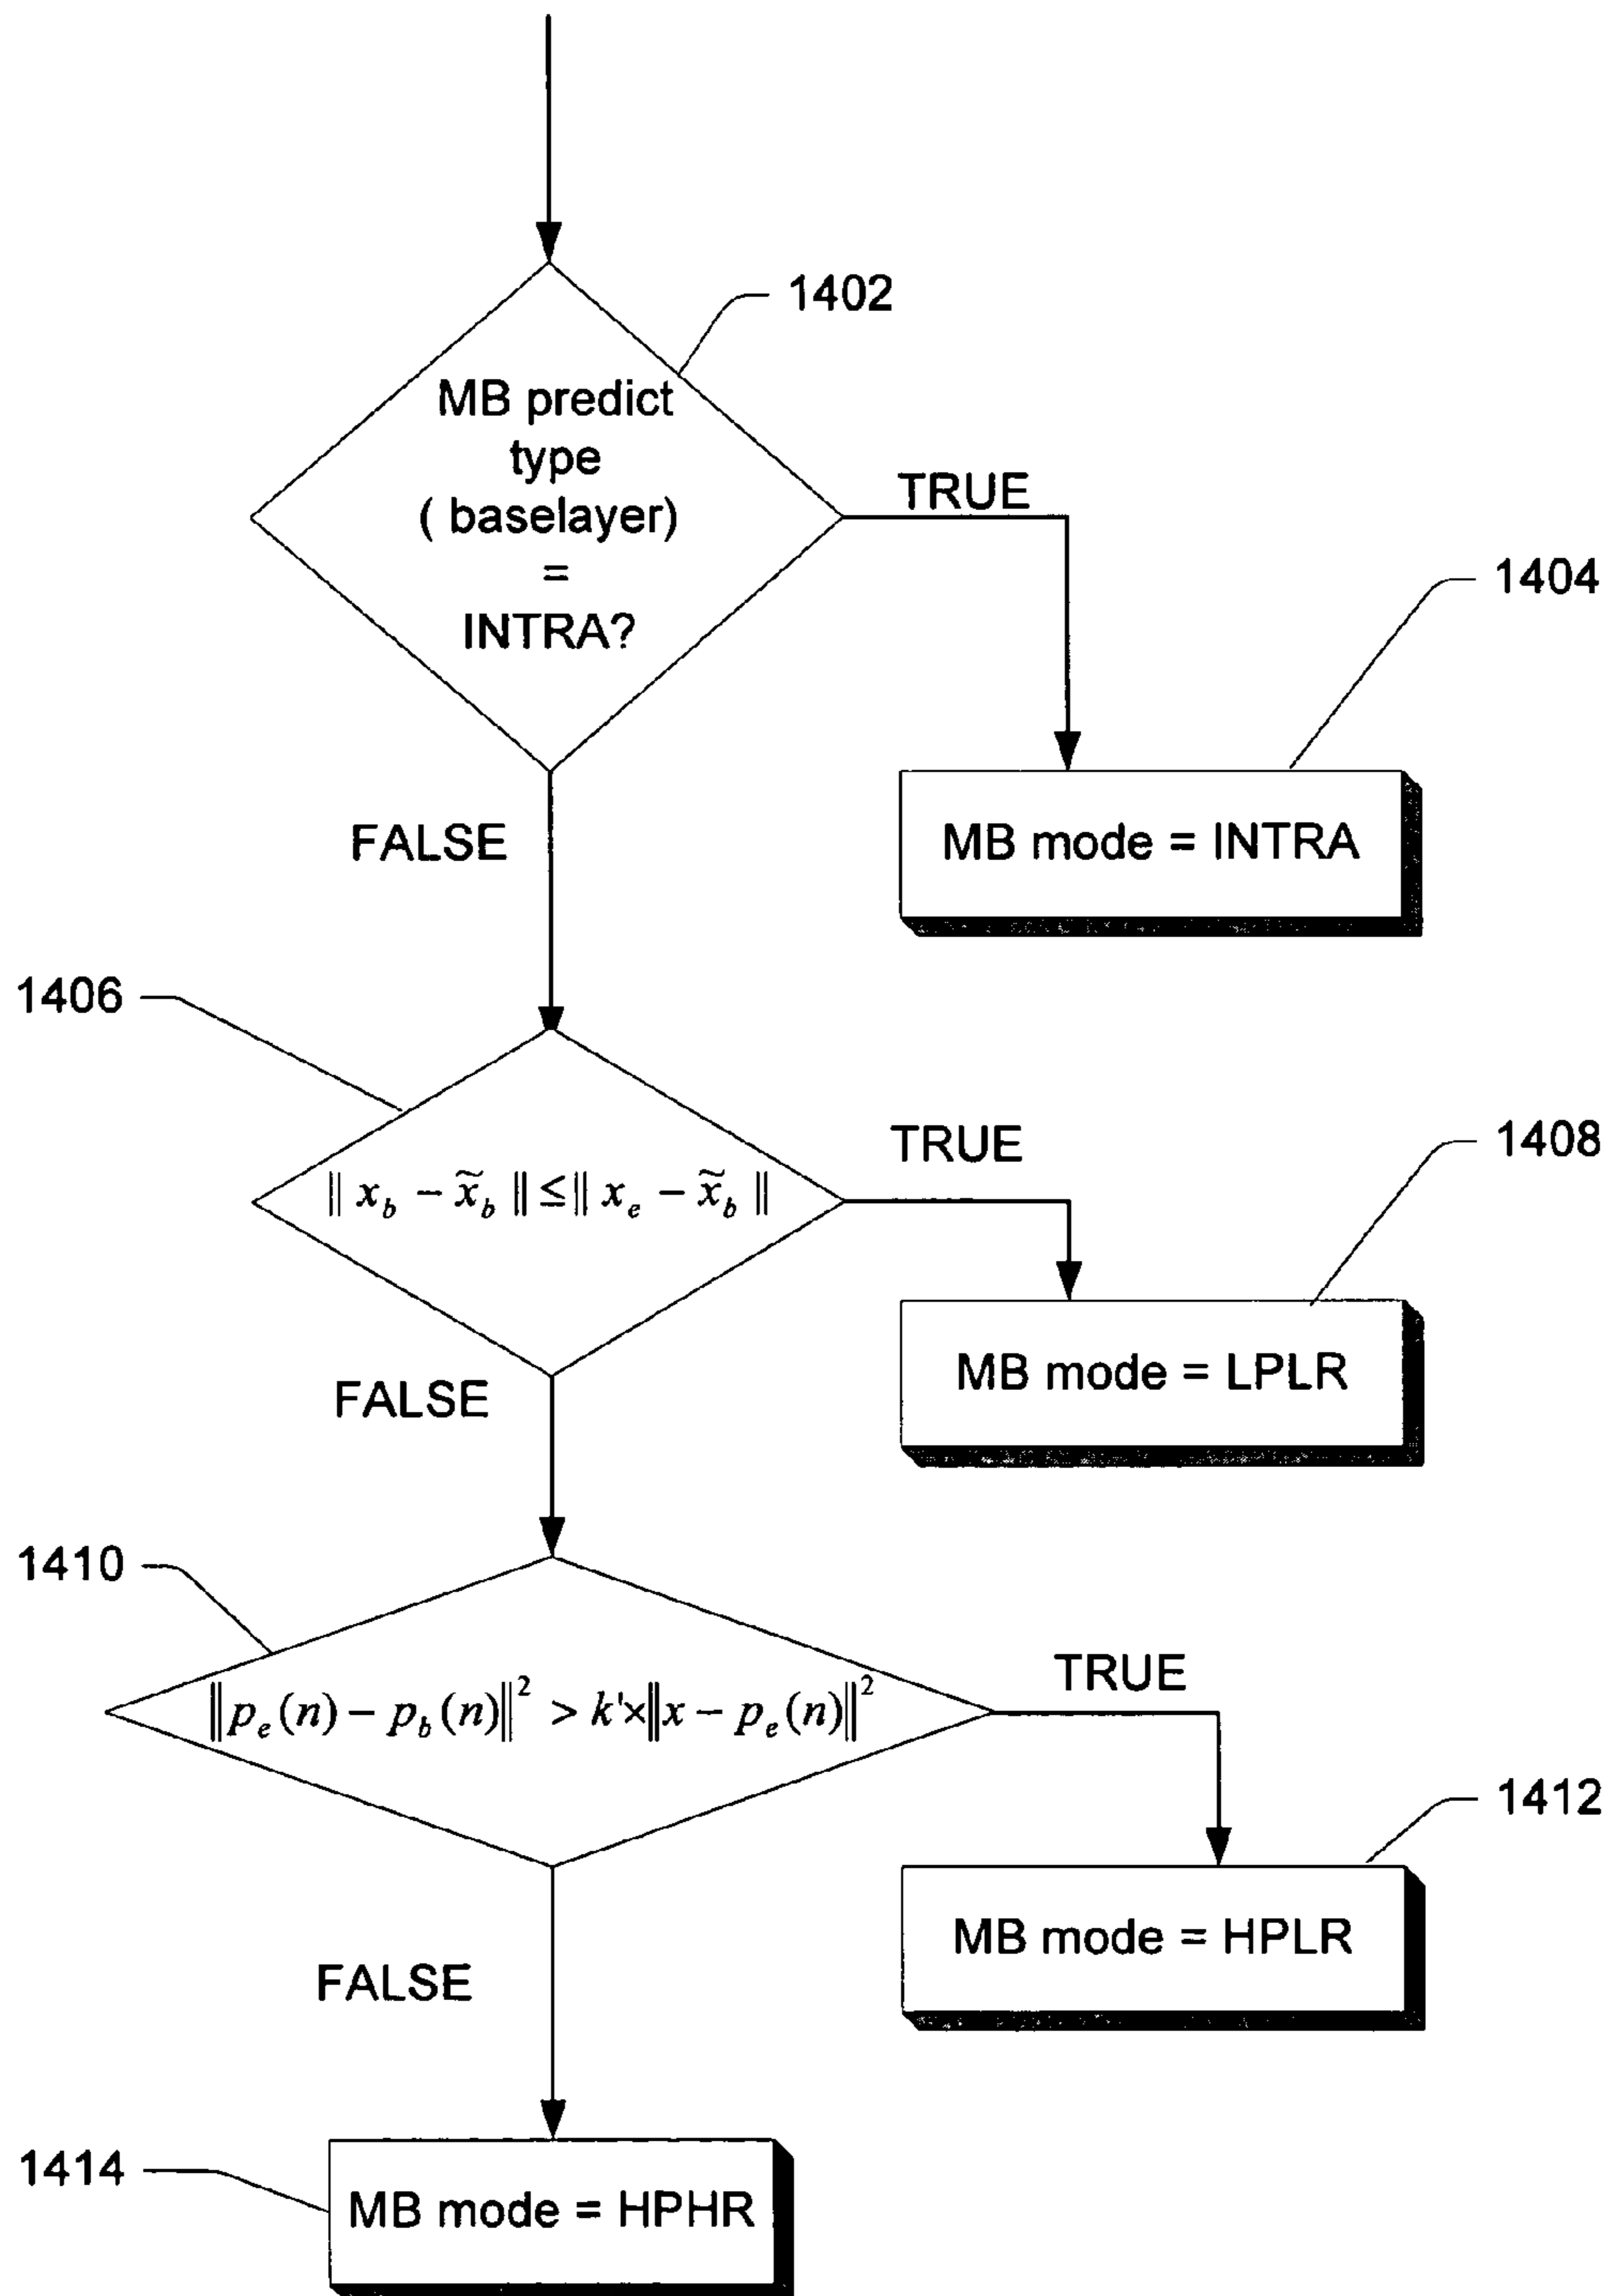 1402
MB predict
type
( baselayer)
=
INTRA?
TRUE
1404
MB mode = INTRA
FALSE
1406
‖ x_b − x̃_b ‖ ≤ ‖ x_e − x̃_b ‖
TRUE
1408
MB mode = LPLR
FALSE
1410
‖p_e(n) − p_b(n)‖² > k'×‖x − p_e(n)‖²
TRUE
1412
MB mode = HPLR
FALSE
1414
MB mode = HPHR